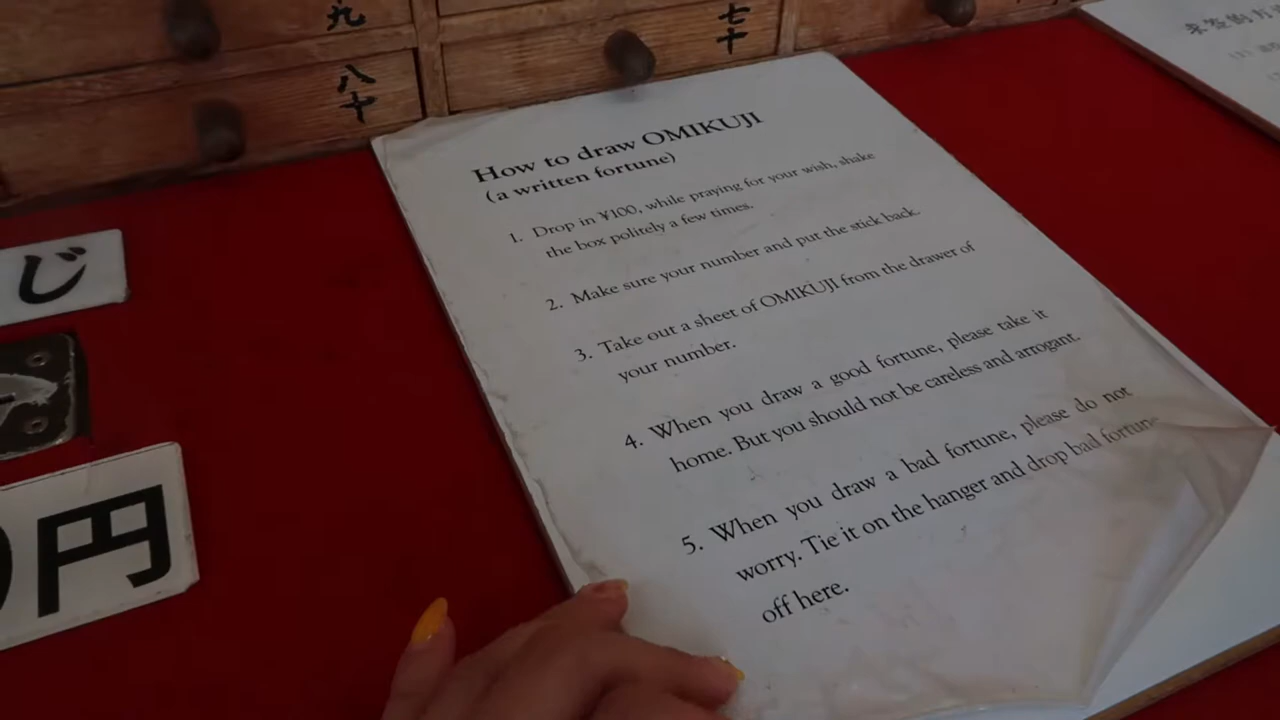 九
八十
七十
How to draw OMIKUJI
(a written fortune)
1. Drop in ¥100, while praying for your wish, shake
the box politely a few times.
2. Make sure your number and put the stick back.
3. Take out a sheet of OMIKUJI from the drawer of
your number.
4. When you draw a good fortune, please take it
home. But you should not be careless and arrogant.
5. When you draw a bad fortune, please do not
worry. Tie it on the hanger and drop bad fortune
off here.
じ
円